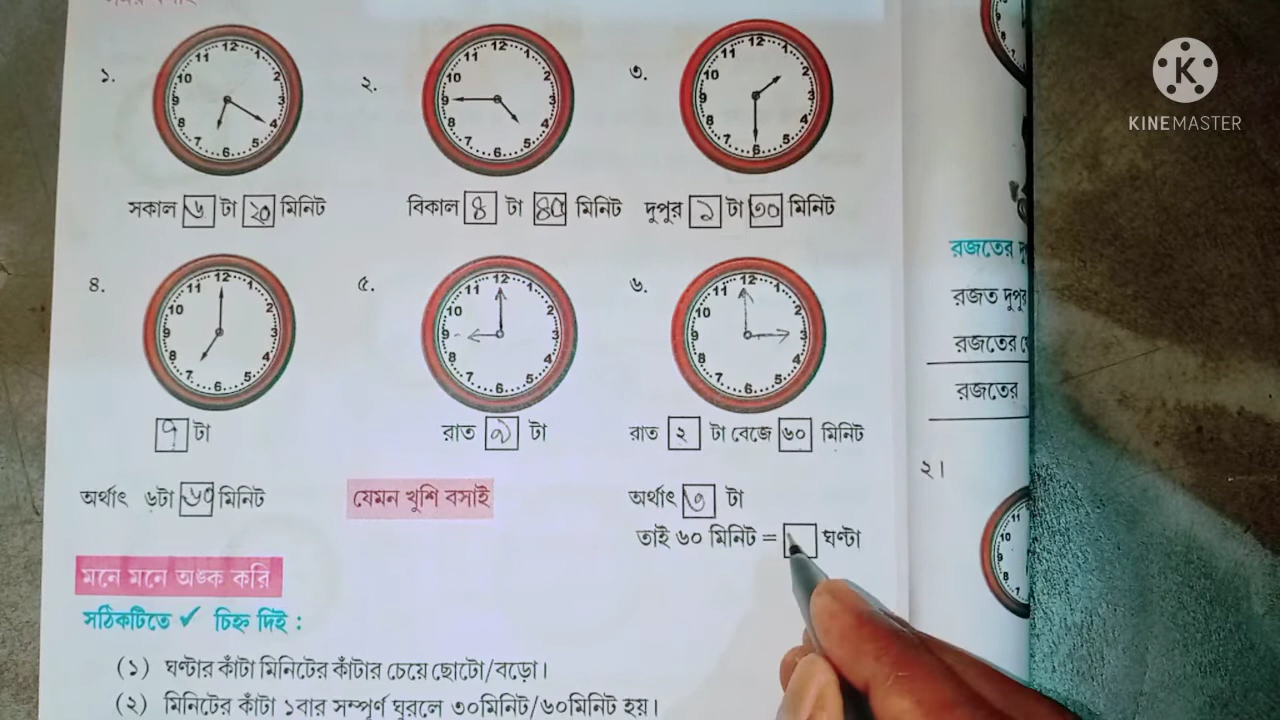 ১. ২. ৩.
সকাল ৬ টা ২০ মিনিট বিকাল ৪ টা ৪৫ মিনিট দুপুর ১ টা ৩০ মিনিট
৪. ৫. ৬.
৭ টা রাত ৯ টা রাত ২ টা বেজে ৬০ মিনিট
অর্থাৎ ৬টা ৬০ মিনিট যেমন খুশি বসাই অর্থাৎ ৩ টা
তাই ৬০ মিনিট = ঘণ্টা
মনে মনে অঙ্ক করি
সঠিকটিতে ✓ চিহ্ন দিই :
(১) ঘণ্টার কাঁটা মিনিটের কাঁটার চেয়ে ছোটো/বড়ো।
(২) মিনিটের কাঁটা ১বার সম্পূর্ণ ঘুরলে ৩০মিনিট/৬০মিনিট হয়।
রজতের
রজত দুপুর
রজতের
রজতের
২।
K
KINEMASTER